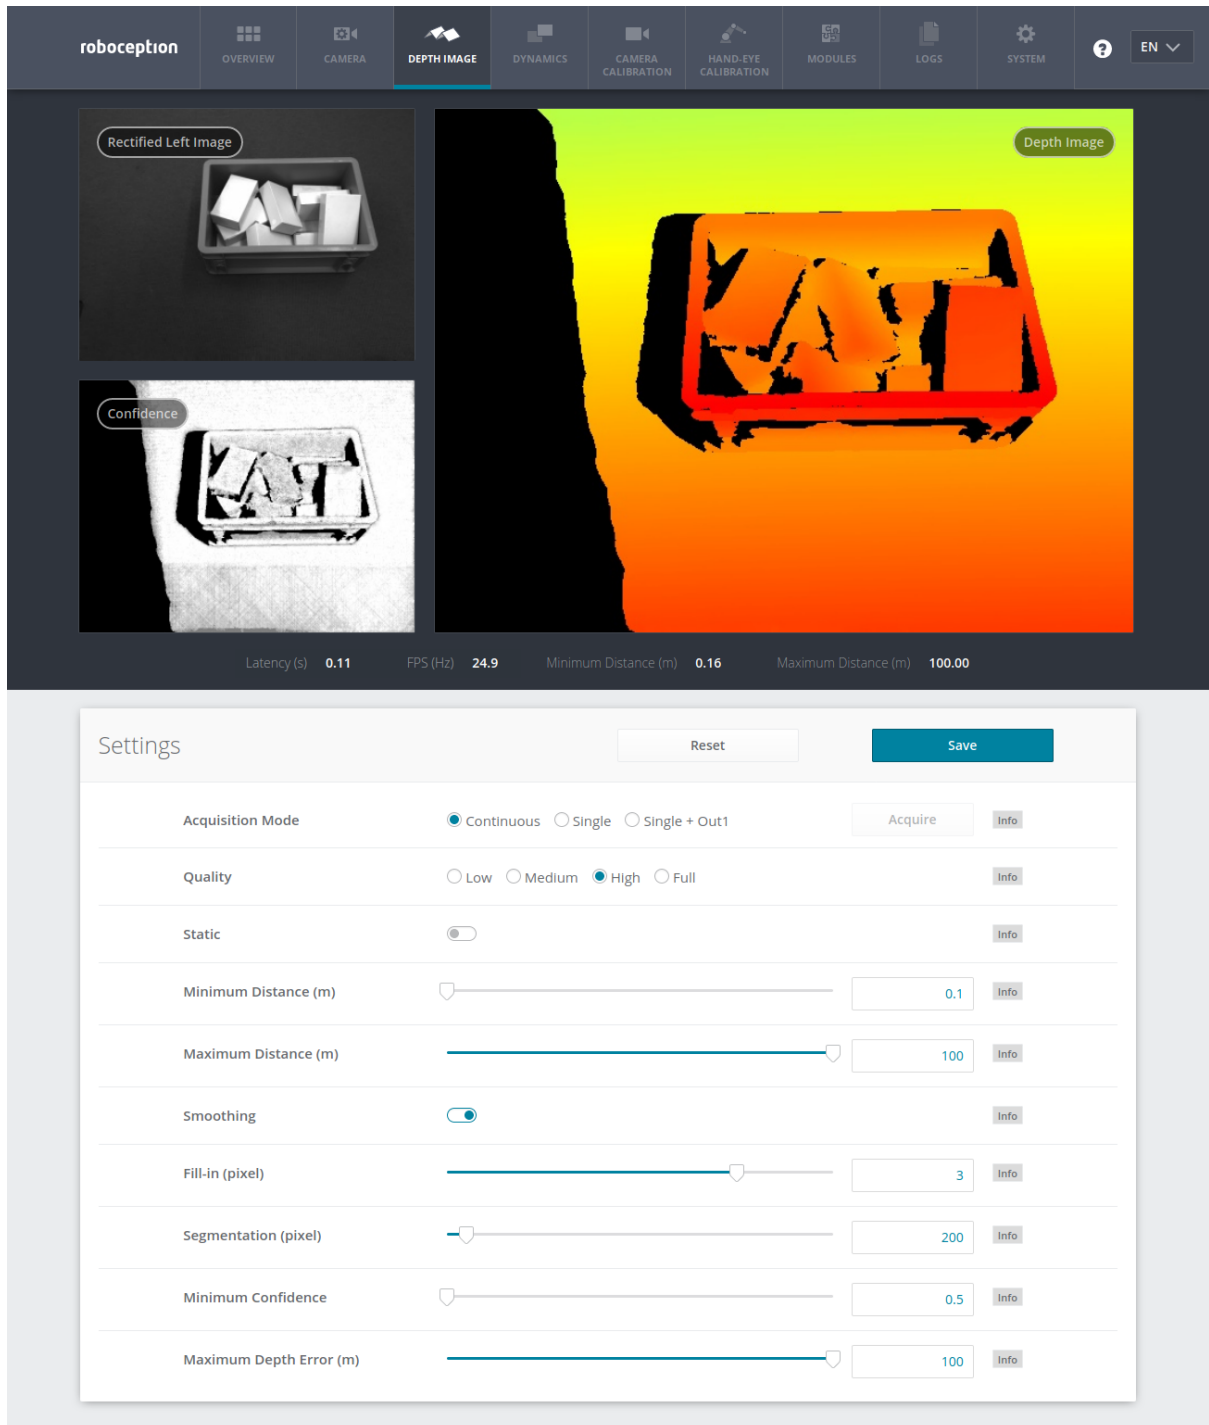 roboception
OVERVIEW
CAMERA
DEPTH IMAGE
DYNAMICS
CAMERA
CALIBRATION
HAND-EYE
CALIBRATION
MODULES
LOGS
SYSTEM
?
EN
Rectified Left Image
Depth Image
Confidence
Latency (s) 0.11 FPS (Hz) 24.9 Minimum Distance (m) 0.16 Maximum Distance (m) 100.00
Settings Reset Save
Acquisition Mode Continuous Single Single + Out1 Acquire Info
Quality Low Medium High Full Info
Static Info
Minimum Distance (m) 0.1 Info
Maximum Distance (m) 100 Info
Smoothing Info
Fill-in (pixel) 3 Info
Segmentation (pixel) 200 Info
Minimum Confidence 0.5 Info
Maximum Depth Error (m) 100 Info